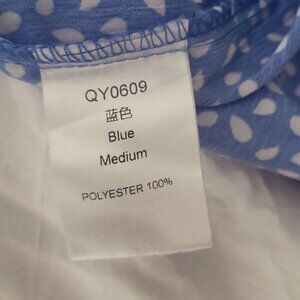 QY0609
蓝色
Blue
Medium
POLYESTER 100%